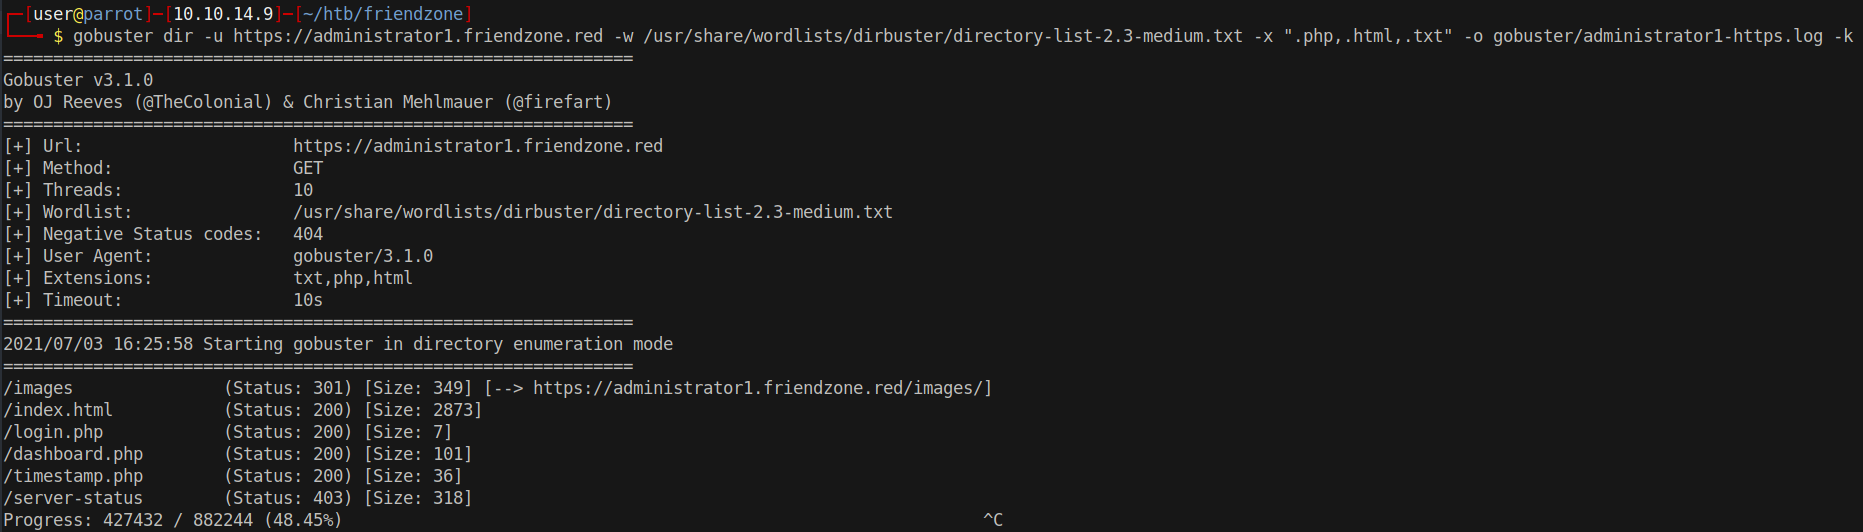 ┌─[user@parrot]─[10.10.14.9]─[~/htb/friendzone]
└──╼ $ gobuster dir -u https://administrator1.friendzone.red -w /usr/share/wordlists/dirbuster/directory-list-2.3-medium.txt -x ".php,.html,.txt" -o gobuster/administrator1-https.log -k
===============================================================
Gobuster v3.1.0
by OJ Reeves (@TheColonial) & Christian Mehlmauer (@firefart)
===============================================================
[+] Url:                     https://administrator1.friendzone.red
[+] Method:                  GET
[+] Threads:                 10
[+] Wordlist:                /usr/share/wordlists/dirbuster/directory-list-2.3-medium.txt
[+] Negative Status codes:   404
[+] User Agent:              gobuster/3.1.0
[+] Extensions:              txt,php,html
[+] Timeout:                 10s
===============================================================
2021/07/03 16:25:58 Starting gobuster in directory enumeration mode
===============================================================
/images               (Status: 301) [Size: 349] [--> https://administrator1.friendzone.red/images/]
/index.html           (Status: 200) [Size: 2873]
/login.php            (Status: 200) [Size: 7]
/dashboard.php        (Status: 200) [Size: 101]
/timestamp.php        (Status: 200) [Size: 36]
/server-status        (Status: 403) [Size: 318]
Progress: 427432 / 882244 (48.45%)                                                                ^C